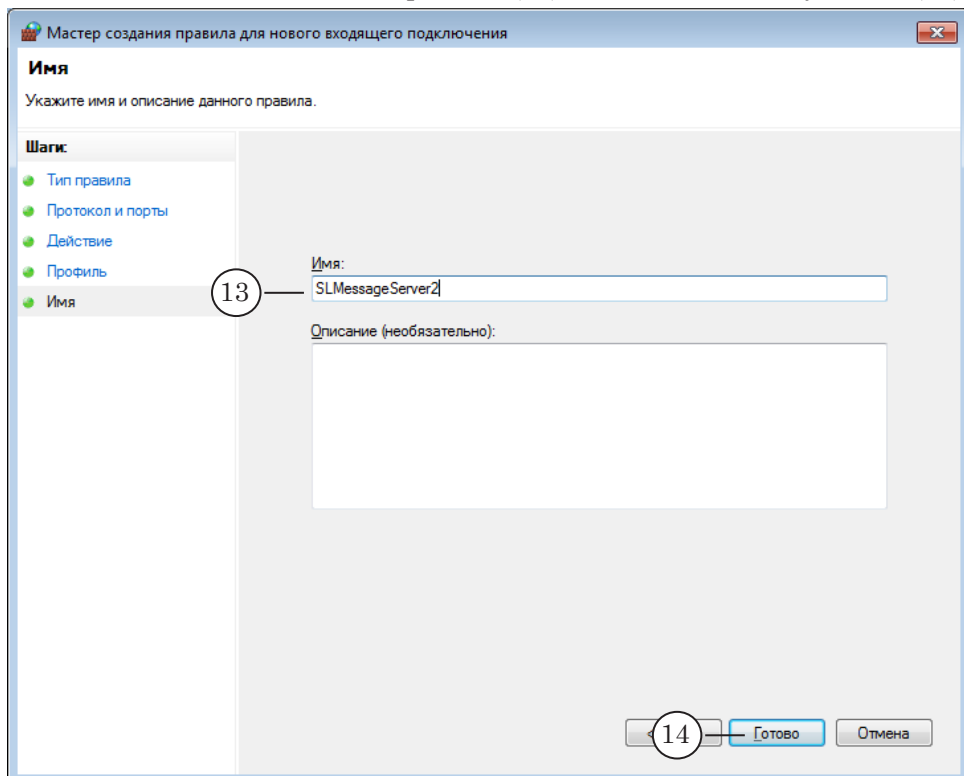 Мастер создания правила для нового входящего подключения
Имя
Укажите имя и описание данного правила.
Шаги:
Тип правила
Протокол и порты
Действие
Профиль
Имя
Имя:
13
SLMessageServer2
Описание (необязательно):
14
Готово
Отмена